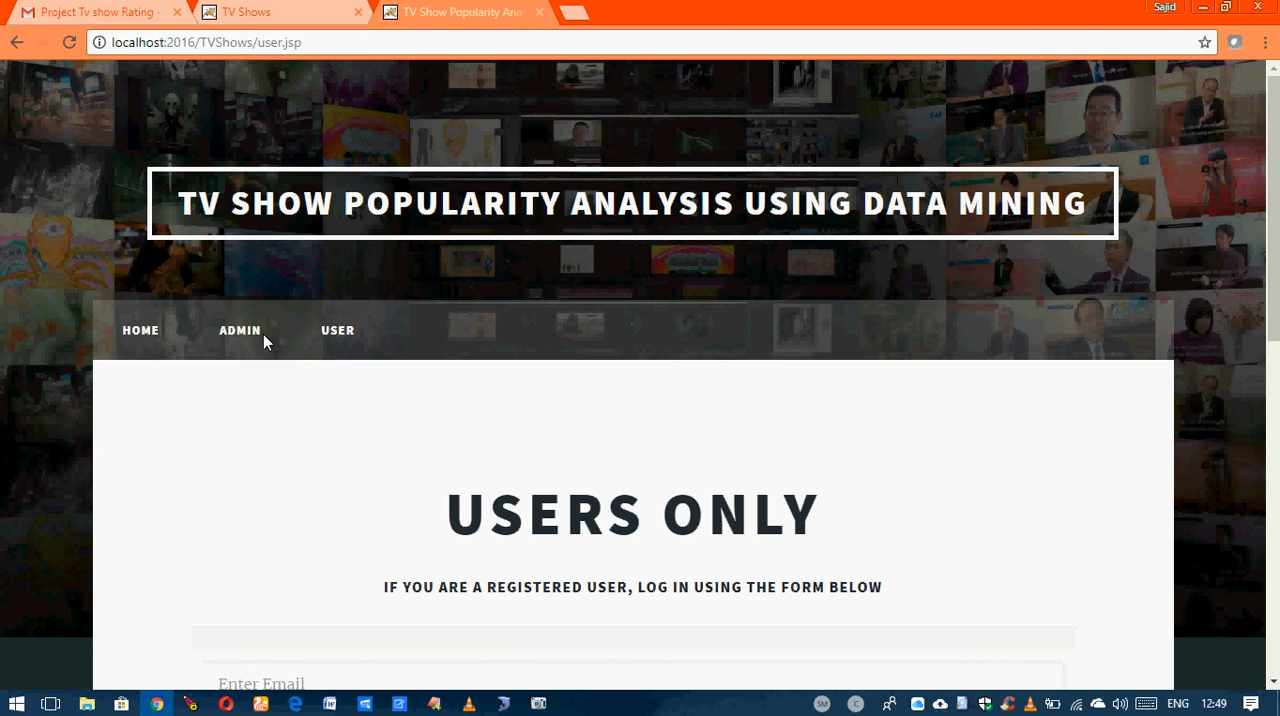 Project Tv show Rating -
TV Shows
TV Show Popularity Ana
Sajid
localhost:2016/TVShows/user.jsp
TV SHOW POPULARITY ANALYSIS USING DATA MINING
HOME
ADMIN
USER
USERS ONLY
IF YOU ARE A REGISTERED USER, LOG IN USING THE FORM BELOW
Enter Email
SM
C
ENG
12:49